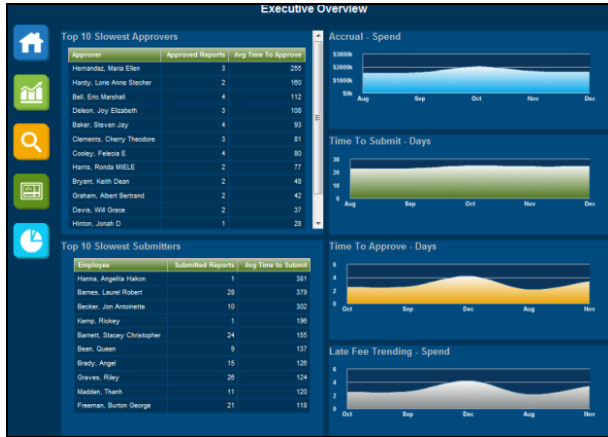 Executive Overview
Top 10 Slowest Approvers
Approver Approved Reports Avg Time To Approve
Hernandez, Maria Ellen 3 255
Hardy, Lorie Anne Stecher 2 160
Bell, Eric Marshall 4 112
Deleon, Joy Elizabeth 3 106
Baker, Steven Jay 4 93
Clements, Cherry Theodore 3 81
Cooley, Felecia E 4 80
Harris, Ronda MIELE 2 77
Bryant, Keith Dean 2 48
Graham, Albert Bertrand 2 42
Davis, Will Grace 2 37
Hinton, Jonah D 1 28
Top 10 Slowest Submitters
Employee Submitted Reports Avg Time to Submit
Hanna, Angelita Hakon 1 381
Barnes, Laurel Robert 28 379
Becker, Jon Antoinette 10 302
Kemp, Rickey 1 196
Barnett, Stacey Christopher 24 155
Bean, Queen 9 137
Brady, Angel 15 126
Graves, Riley 26 124
Madden, Thanh 11 120
Freeman, Burton George 21 118
Accrual - Spend
$3000k
$2000k
$1000k
$0k
Aug Sep Oct Nov Dec
Time To Submit - Days
30
20
10
0
Aug Sep Oct Nov Dec
Time To Approve - Days
6
4
2
0
Oct Sep Dec Aug Nov
Late Fee Trending - Spend
6
4
2
0
Oct Sep Dec Aug Nov